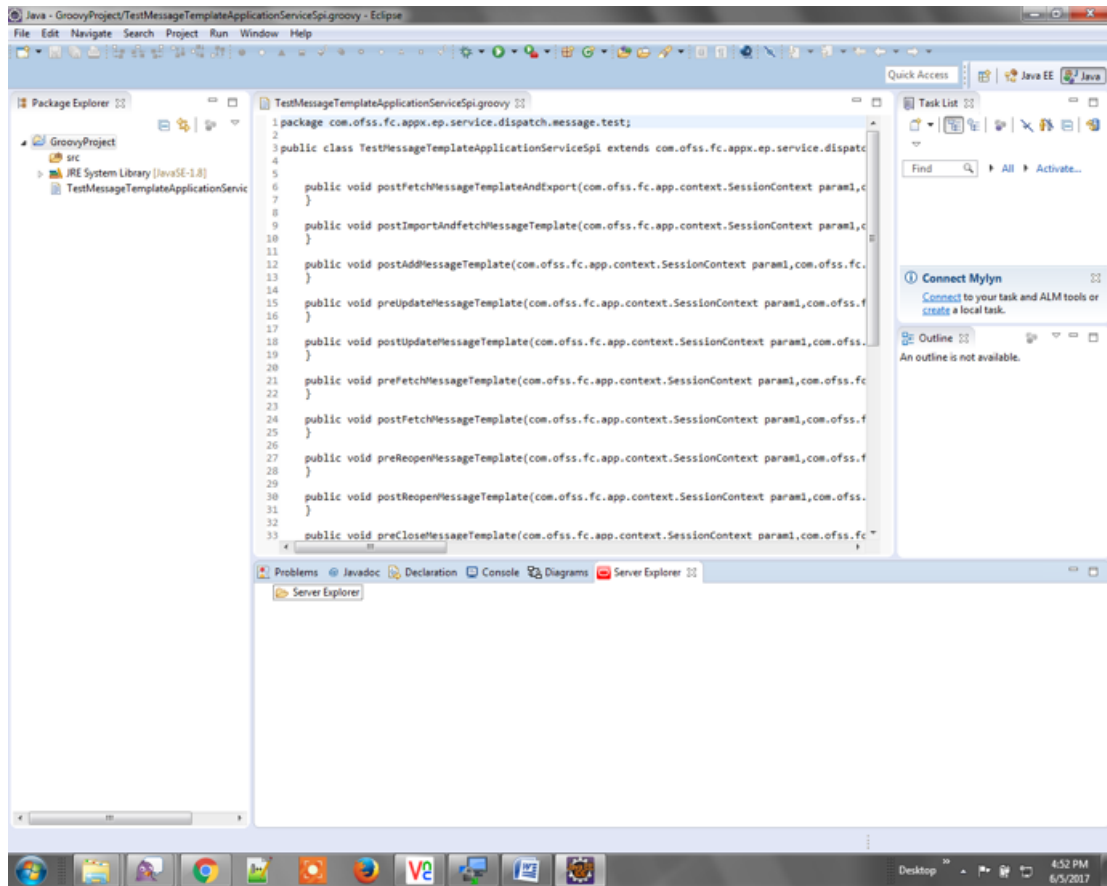 Java - GroovyProject/TestMessageTemplateApplicationServiceSpi.groovy - Eclipse
File Edit Navigate Search Project Run Window Help
Quick Access Java EE Java
Package Explorer
GroovyProject
src
JRE System Library [JavaSE-1.8]
TestMessageTemplateApplicationServic
TestMessageTemplateApplicationServiceSpi.groovy
1 package com.ofss.fc.appx.ep.service.dispatch.message.test;
2
3 public class TestMessageTemplateApplicationServiceSpi extends com.ofss.fc.appx.ep.service.dispatc
4
5
6 public void postFetchMessageTemplateAndExport(com.ofss.fc.app.context.SessionContext param1,c
7 }
8
9 public void postImportAndfetchMessageTemplate(com.ofss.fc.app.context.SessionContext param1,c
10 }
11
12 public void postAddMessageTemplate(com.ofss.fc.app.context.SessionContext param1,com.ofss.fc.
13 }
14
15 public void preUpdateMessageTemplate(com.ofss.fc.app.context.SessionContext param1,com.ofss.f
16 }
17
18 public void postUpdateMessageTemplate(com.ofss.fc.app.context.SessionContext param1,com.ofss.
19 }
20
21 public void preFetchMessageTemplate(com.ofss.fc.app.context.SessionContext param1,com.ofss.fc
22 }
23
24 public void postFetchMessageTemplate(com.ofss.fc.app.context.SessionContext param1,com.ofss.f
25 }
26
27 public void preReopenMessageTemplate(com.ofss.fc.app.context.SessionContext param1,com.ofss.f
28 }
29
30 public void postReopenMessageTemplate(com.ofss.fc.app.context.SessionContext param1,com.ofss.
31 }
32
33 public void preCloseMessageTemplate(com.ofss.fc.app.context.SessionContext param1,com.ofss.fc
Task List
Find All Activate...
Connect Mylyn
Connect to your task and ALM tools or
create a local task.
Outline
An outline is not available.
Problems Javadoc Declaration Console Diagrams Server Explorer
Server Explorer
Desktop
4:52 PM
6/5/2017